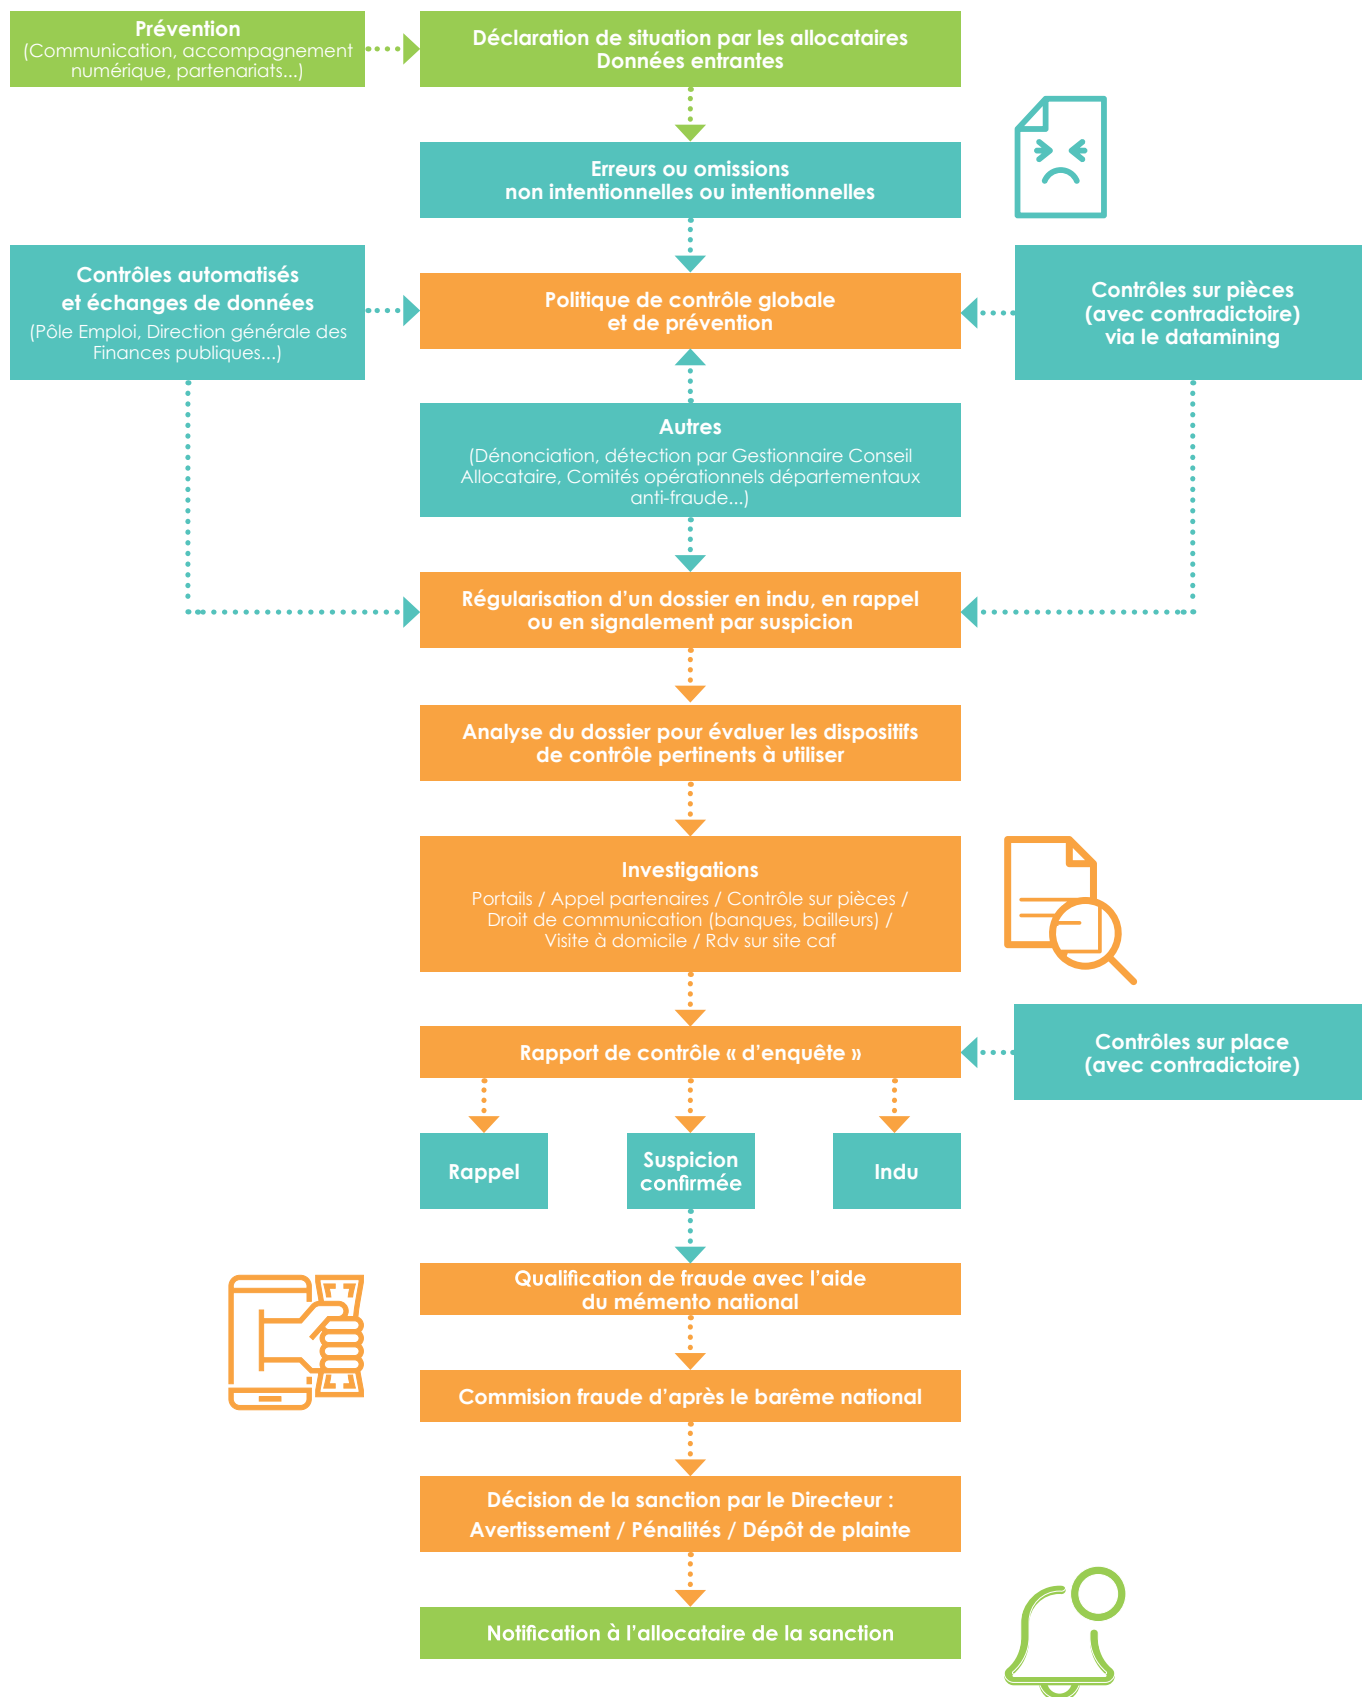 Prévention
(Communication, accompagnement
numérique, partenariats...)
Déclaration de situation par les allocataires
Données entrantes
Erreurs ou omissions
non intentionnelles ou intentionnelles
Contrôles automatisés
et échanges de données
(Pôle Emploi, Direction générale des
Finances publiques...)
Politique de contrôle globale
et de prévention
Contrôles sur pièces
(avec contradictoire)
via le datamining
Autres
(Dénonciation, détection par Gestionnaire Conseil
Allocataire, Comités opérationnels départementaux
anti-fraude...)
Régularisation d’un dossier en indu, en rappel
ou en signalement par suspicion
Analyse du dossier pour évaluer les dispositifs
de contrôle pertinents à utiliser
Investigations
Portails / Appel partenaires / Contrôle sur pièces /
Droit de communication (banques, bailleurs) /
Visite à domicile / Rdv sur site caf
Rapport de contrôle « d’enquête »
Contrôles sur place
(avec contradictoire)
Rappel
Suspicion
confirmée
Indu
Qualification de fraude avec l’aide
du mémento national
Commision fraude d’après le barême national
Décision de la sanction par le Directeur :
Avertissement / Pénalités / Dépôt de plainte
Notification à l’allocataire de la sanction